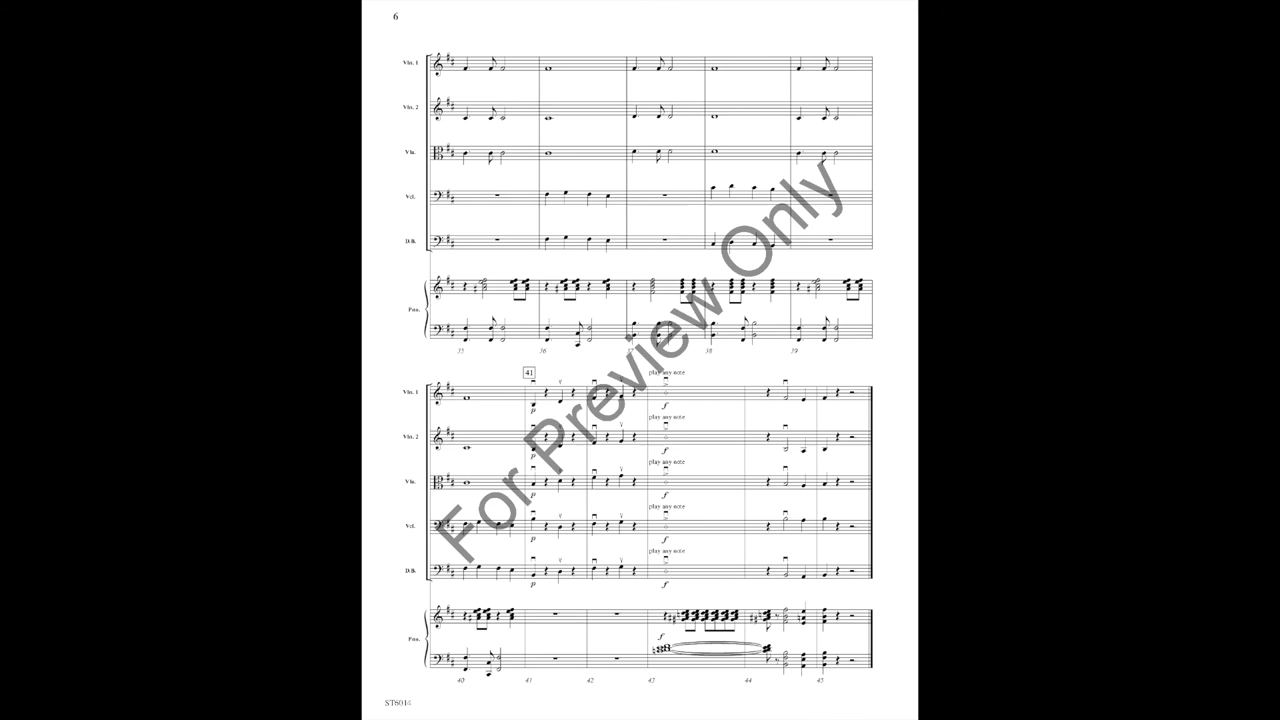 6
Vln. 1
Vln. 2
Vla.
Vcl.
D.B.
Pno.
35 36 37 38 39
For Preview Only
41
play any note
Vln. 1
p f
play any note
Vln. 2
p f
play any note
Vla.
p f
play any note
Vcl.
p f
play any note
D.B.
p f
Pno.
f
40 41 42 43 44 45
ST6014